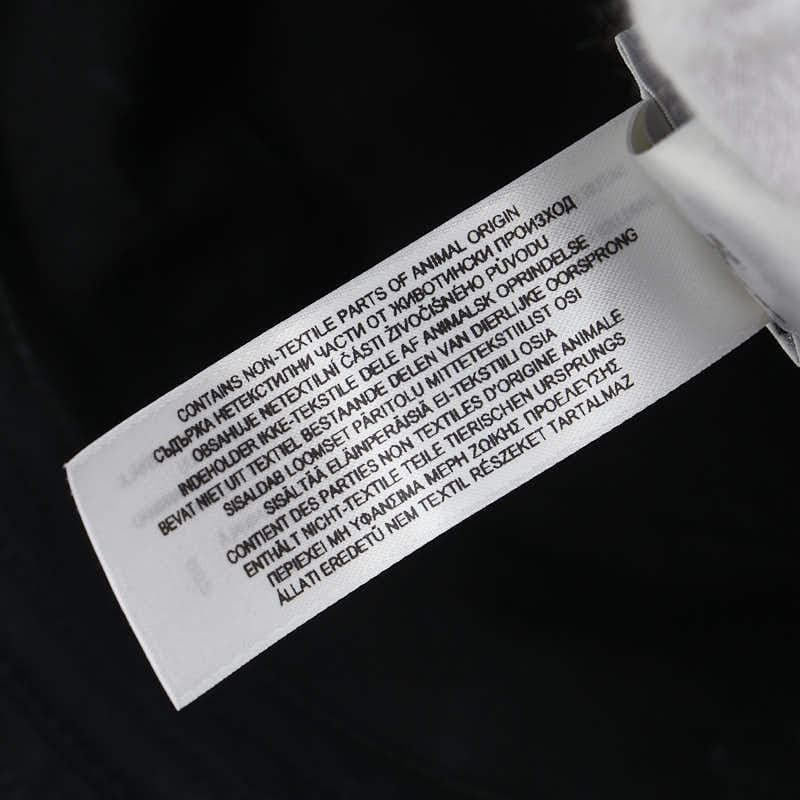 CONTAINS NON-TEXTILE PARTS OF ANIMAL ORIGIN
СЪДЪРЖА НЕТЕКСТИЛНИ ЧАСТИ ОТ ЖИВОТИНСКИ ПРОИЗХОД
OBSAHUJE NETEXTILNÍ ČÁSTI ŽIVOČIŠNÉHO PŮVODU
INDEHOLDER IKKE-TEKSTILE DELE AF ANIMALSK OPRINDELSE
BEVAT NIET UIT TEXTIEL BESTAANDE DELEN VAN DIERLIJKE OORSPRONG
SISALDAB LOOMSET PÄRITOLU MITTETEKSTIILIST OSI
SISÄLTÄÄ ELÄINPERÄISIÄ EI-TEKSTIILI OSIA
CONTIENT DES PARTIES NON TEXTILES D'ORIGINE ANIMALE
ENTHÄLT NICHT-TEXTILE TEILE TIERISCHEN URSPRUNGS
ΠΕΡΙΕΧΕΙ ΜΗ ΥΦΑΝΣΙΜΑ ΜΕΡΗ ΖΩΙΚΗΣ ΠΡΟΕΛΕΥΣΗΣ
ÁLLATI EREDETŰ NEM TEXTIL RÉSZEKET TARTALMAZ